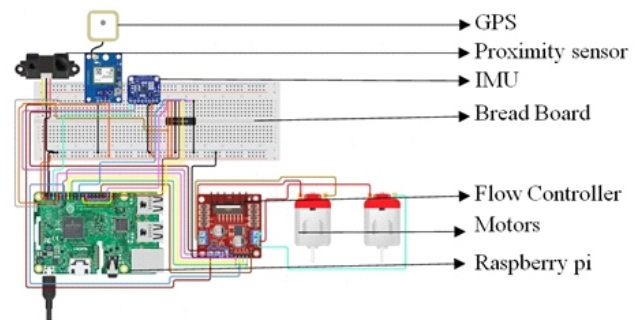 GPS
Proximity sensor
IMU
Bread Board
Flow Controller
Motors
Raspberry pi